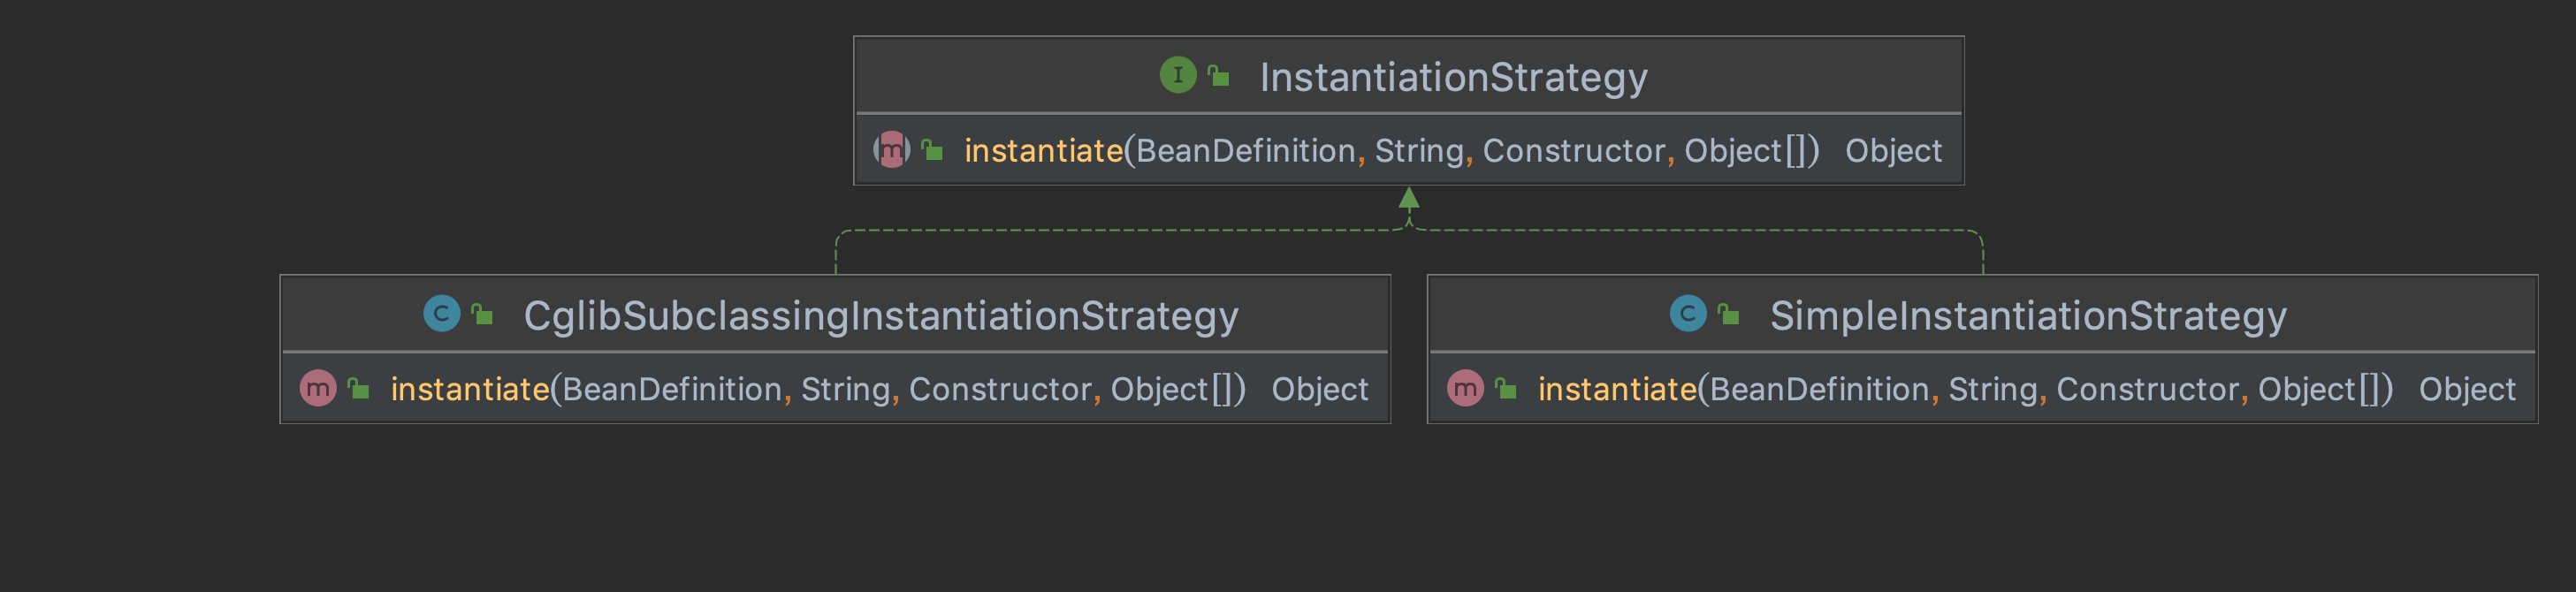 I InstantiationStrategy
m instantiate(BeanDefinition, String, Constructor, Object[]) Object
C CglibSubclassingInstantiationStrategy
m instantiate(BeanDefinition, String, Constructor, Object[]) Object
C SimpleInstantiationStrategy
m instantiate(BeanDefinition, String, Constructor, Object[]) Object